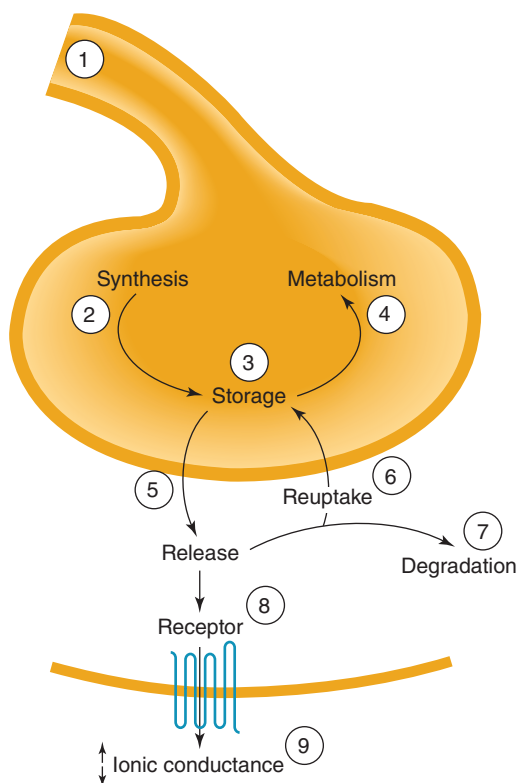 1
Synthesis
Metabolism
2
4
3
Storage
5
6
Reuptake
7
Release
Degradation
8
Receptor
9
Ionic conductance